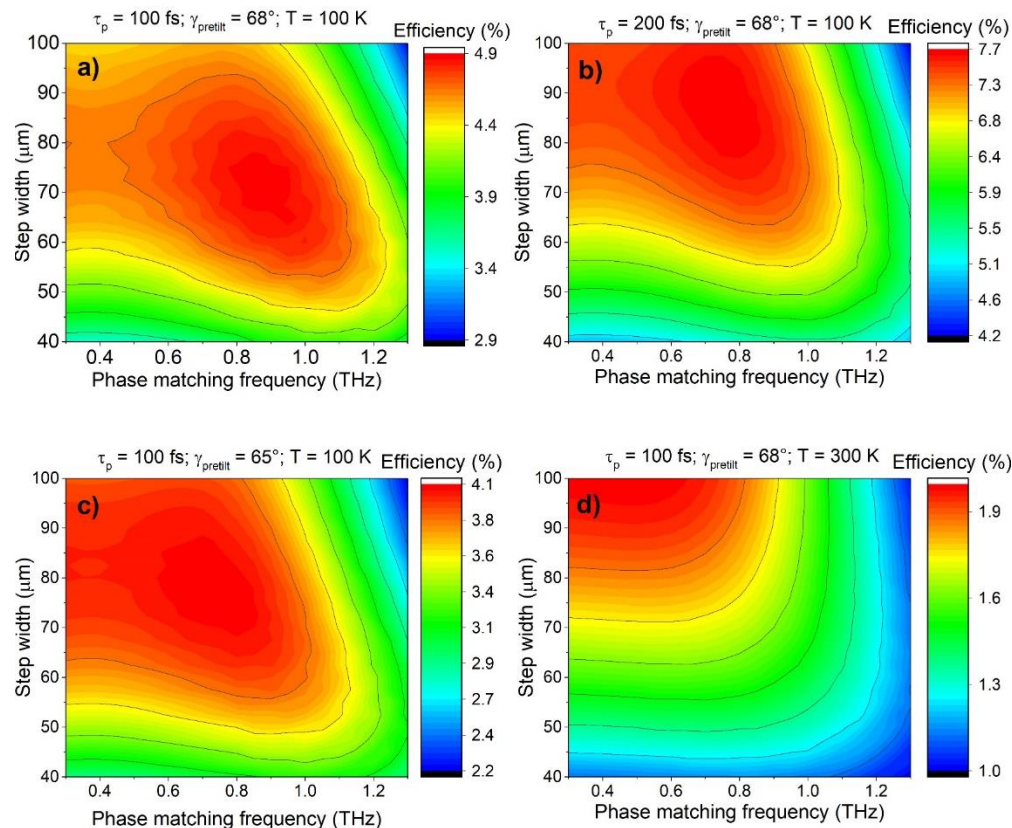 τp = 100 fs; γpretilt = 68°; T = 100 K
Efficiency (%)
a)
Step width (μm)
100
90
80
70
60
50
40
0.4 0.6 0.8 1.0 1.2
Phase matching frequency (THz)
4.9
4.4
3.9
3.4
2.9
τp = 200 fs; γpretilt = 68°; T = 100 K
Efficiency (%)
b)
Step width (μm)
100
90
80
70
60
50
40
0.4 0.6 0.8 1.0 1.2
Phase matching frequency (THz)
7.7
7.3
6.8
6.4
5.9
5.5
5.1
4.6
4.2
τp = 100 fs; γpretilt = 65°; T = 100 K
Efficiency (%)
c)
Step width (μm)
100
90
80
70
60
50
40
0.4 0.6 0.8 1.0 1.2
Phase matching frequency (THz)
4.1
3.8
3.6
3.4
3.1
2.9
2.7
2.4
2.2
τp = 100 fs; γpretilt = 68°; T = 300 K
Efficiency (%)
d)
Step width (μm)
100
90
80
70
60
50
40
0.4 0.6 0.8 1.0 1.2
Phase matching frequency (THz)
1.9
1.6
1.3
1.0